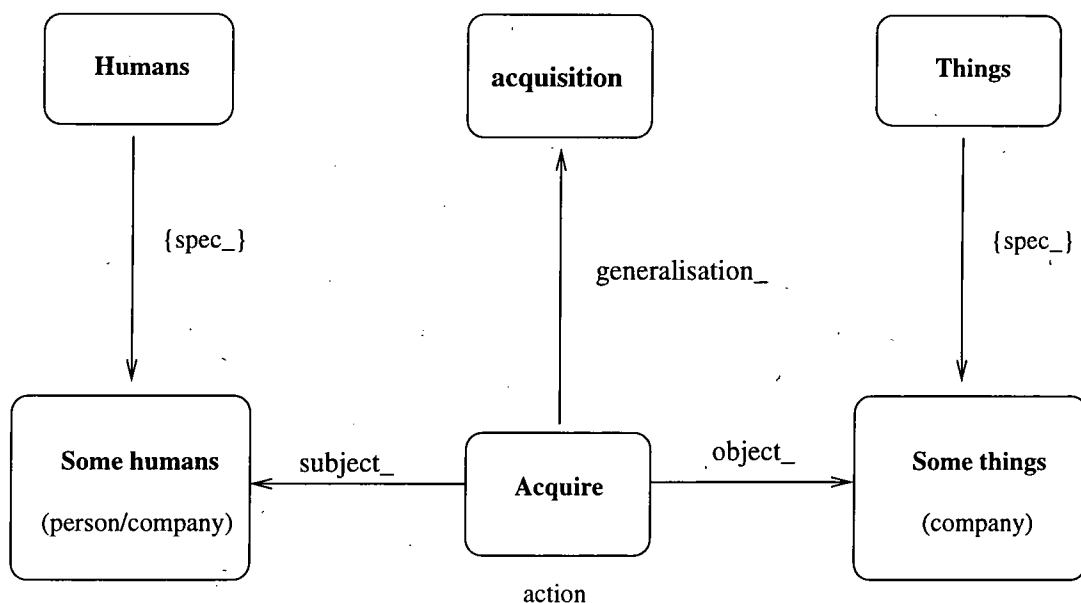 Humans
acquisition
Things
{spec_}
{spec_}
generalisation_
Some humans
(person/company)
subject_
Acquire
object_
Some things
(company)
action